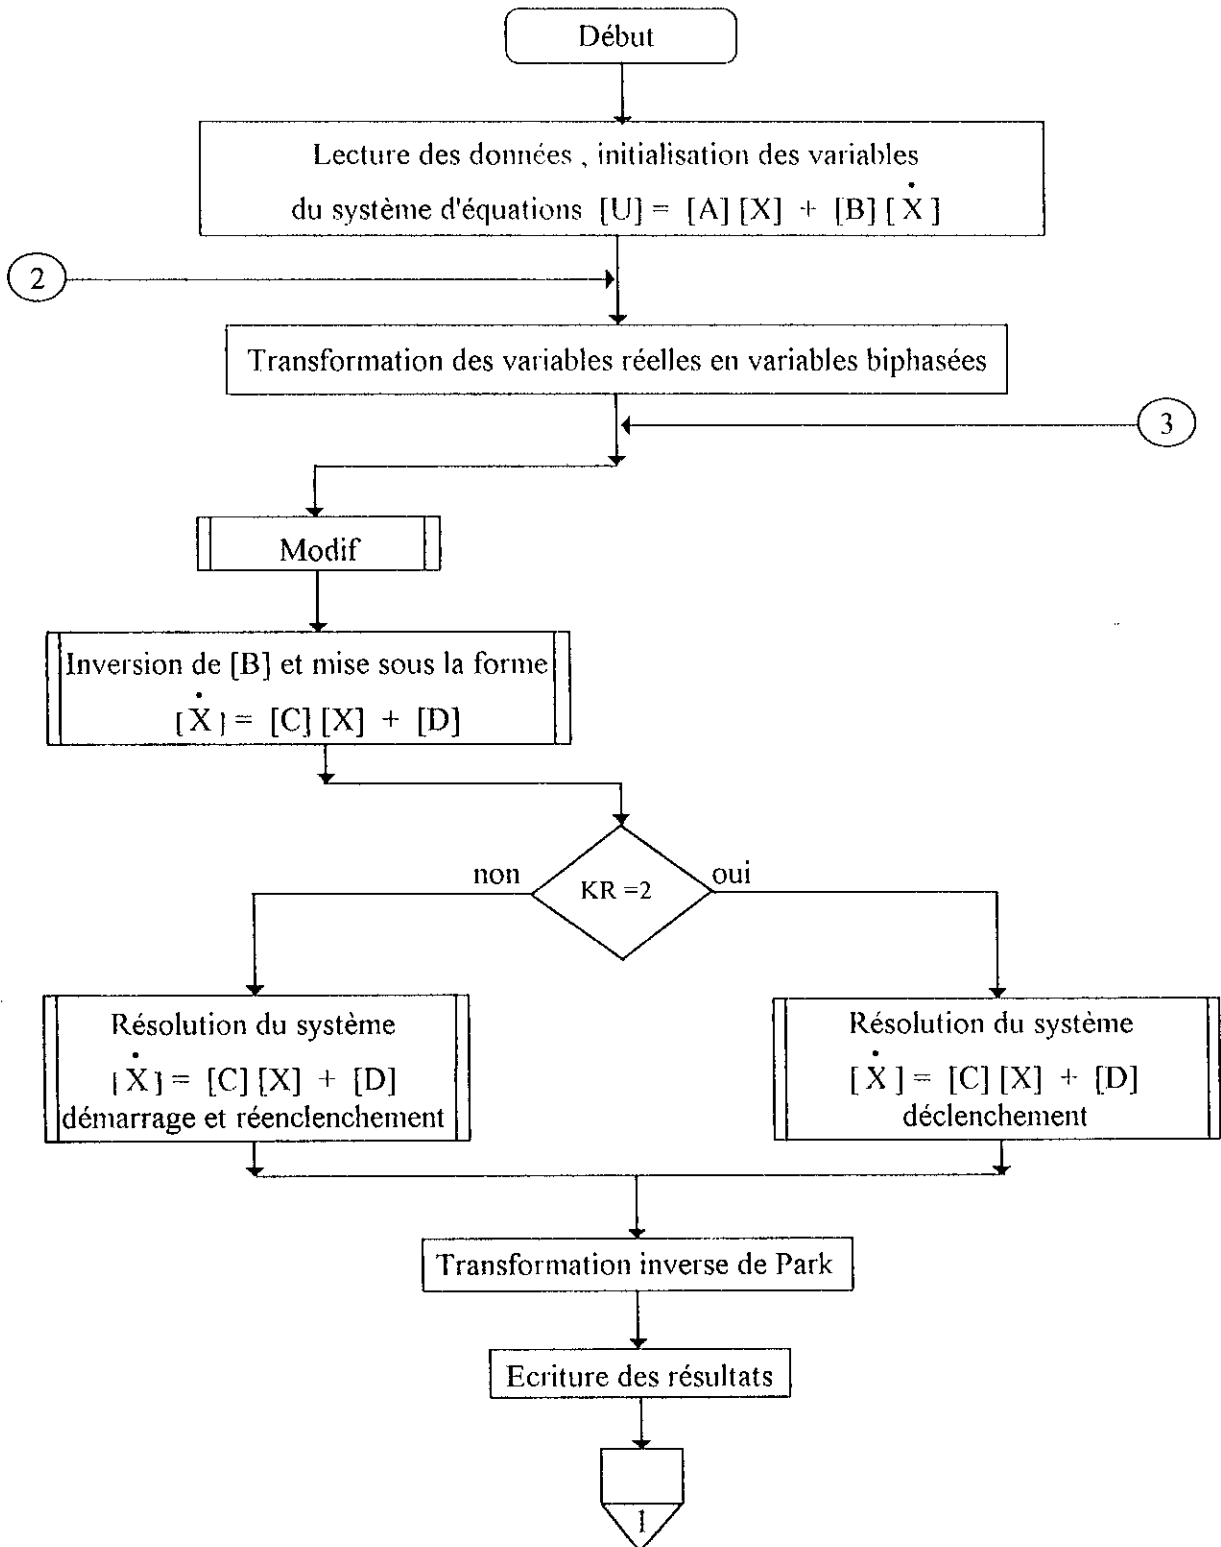 Début
Lecture des données , initialisation des variables
du système d'équations [U] = [A] [X] + [B] [ Ẋ ]
2
Transformation des variables réelles en variables biphasées
3
Modif
Inversion de [B] et mise sous la forme
[ Ẋ ] = [C] [X] + [D]
non
KR =2
oui
Résolution du système
[ Ẋ ] = [C] [X] + [D]
démarrage et réenclenchement
Résolution du système
[ Ẋ ] = [C] [X] + [D]
déclenchement
Transformation inverse de Park
Ecriture des résultats
1